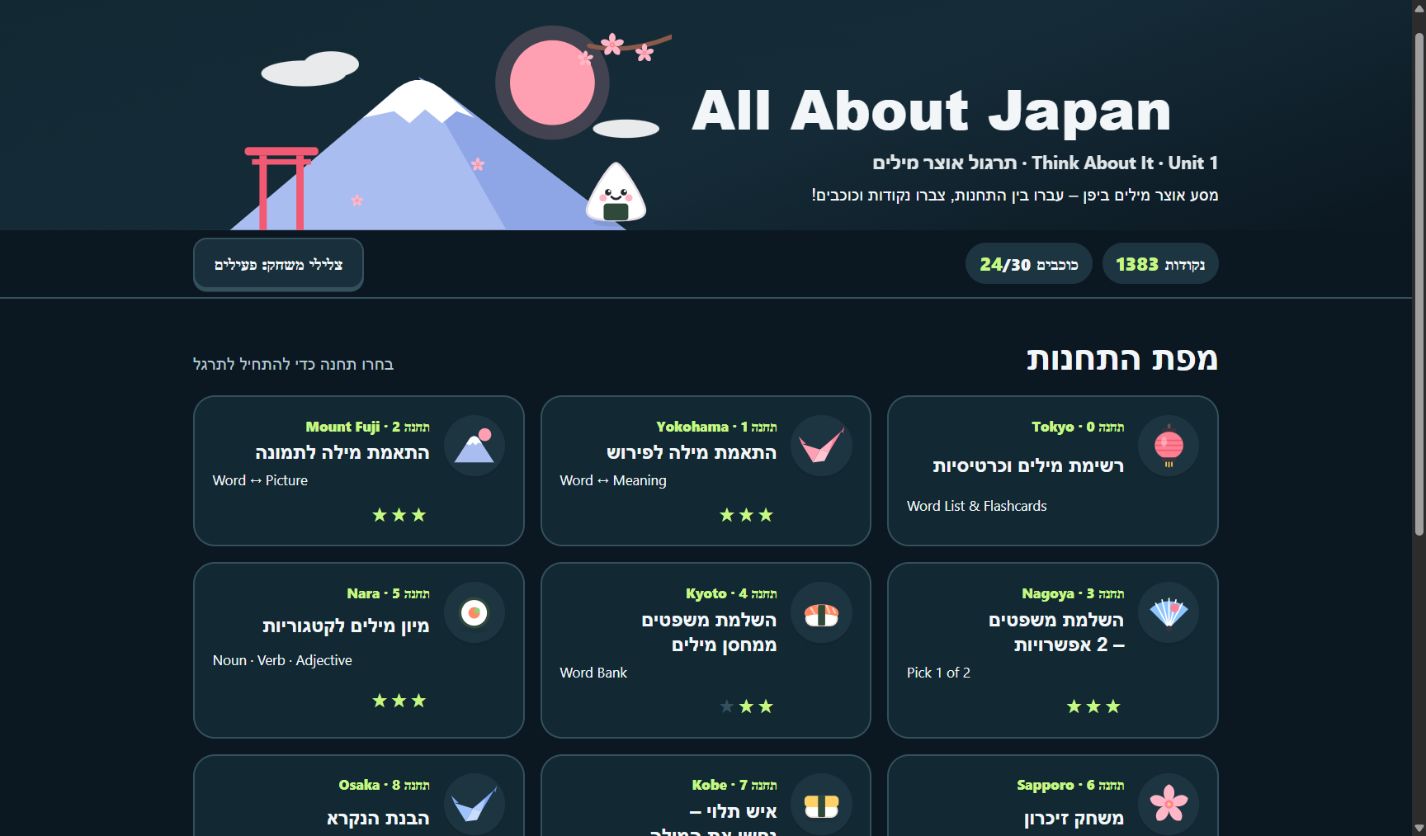 All About Japan
Think About It · Unit 1 · תרגול אוצר מילים
מסע אוצר מילים ביפן – עברו בין התחנות, צברו נקודות וכוכבים!
נקודות 1383
כוכבים 24/30
צלילי משחק: פעילים
מפת התחנות
בחרו תחנה כדי להתחיל לתרגל
תחנה 0 · Tokyo
רשימת מילים וכרטיסיות
Word List & Flashcards
תחנה 1 · Yokohama
התאמת מילה לפירוש
Word ↔ Meaning
תחנה 2 · Mount Fuji
התאמת מילה לתמונה
Word ↔ Picture
תחנה 3 · Nagoya
השלמת משפטים
– 2 אפשרויות
Pick 1 of 2
תחנה 4 · Kyoto
השלמת משפטים
ממחסן מילים
Word Bank
תחנה 5 · Nara
מיון מילים לקטגוריות
Noun · Verb · Adjective
תחנה 6 · Sapporo
משחק זיכרון
תחנה 7 · Kobe
איש תלוי –
תחנה 8 · Osaka
הבנת הנקרא